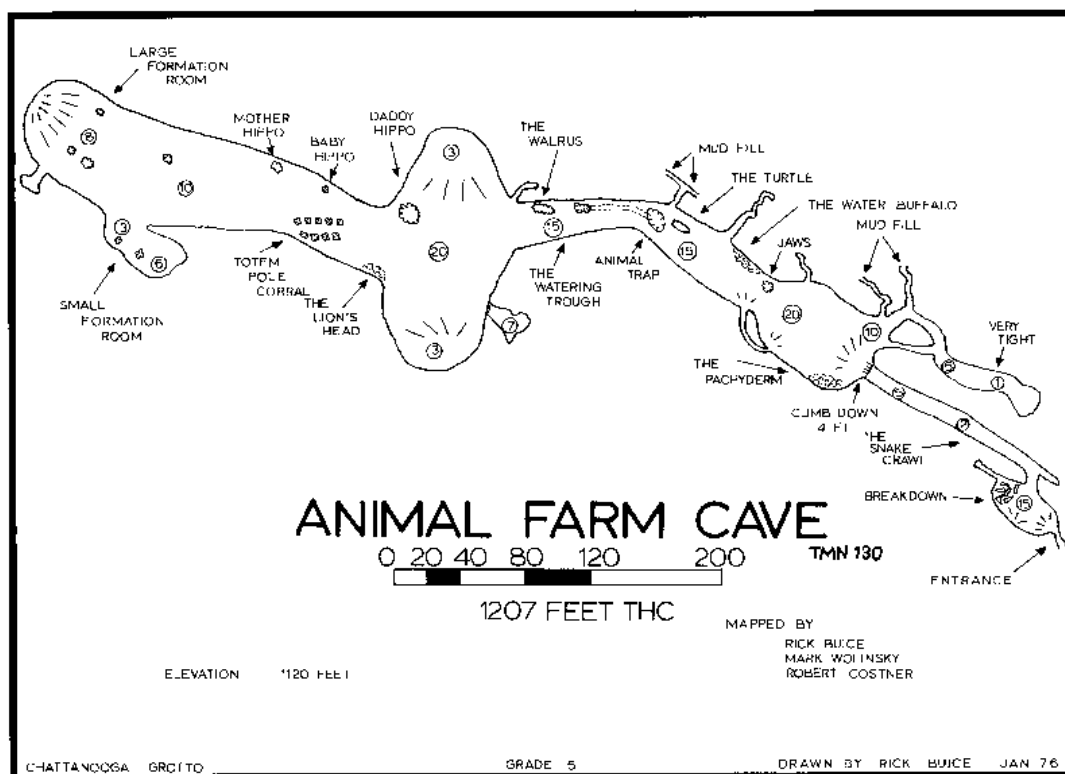 LARGE
FORMATION
ROOM
MOTHER
HIPPO
BABY
HIPPO
DADDY
HIPPO
THE
WALRUS
MUD FILL
THE TURTLE
THE WATER BUFFALO
MUD FILL
JAWS
VERY
TIGHT
8
10
3
6
3
20
3
7
15
15
20
10
1
15
SMALL
FORMATION
ROOM
TOTEM
POLE
CORRAL
THE
LION'S
HEAD
THE
WATERING
TROUGH
ANIMAL
TRAP
THE
PACHYDERM
CLIMB DOWN
4 FT
THE
SNAKE
CRAWL
BREAKDOWN
ENTRANCE
ANIMAL FARM CAVE
TMN 130
0 20 40 80 120 200
1207 FEET THC
MAPPED BY
RICK BUICE
MARK WOLINSKY
ROBERT COSTNER
ELEVATION 1120 FEET
CHATTANOOGA GROTTO
GRADE 5
DRAWN BY RICK BUICE JAN 76